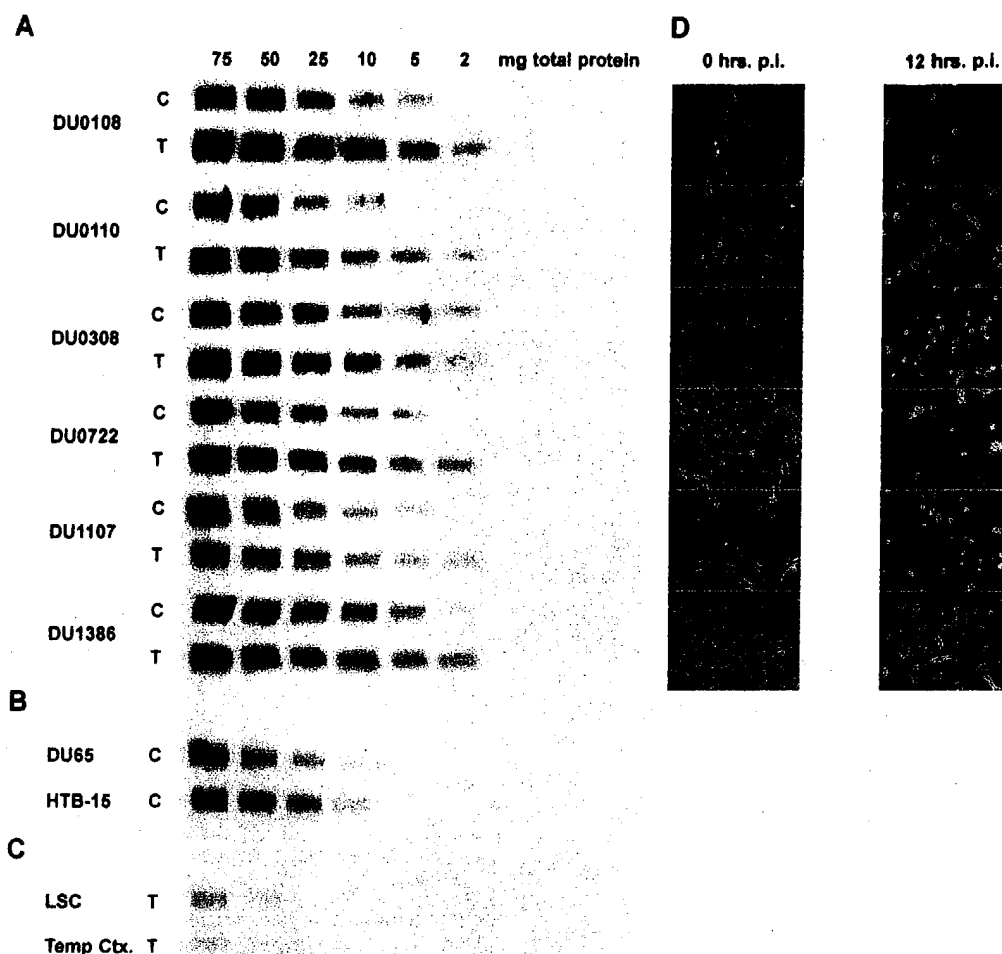 A
75 50 25 10 5 2 mg total protein
DU0108
C
T
DU0110
C
T
DU0308
C
T
DU0722
C
T
DU1107
C
T
DU1386
C
T
B
DU65 C
HTB-15 C
C
LSC T
Temp Ctx. T
D
0 hrs. p.i. 12 hrs. p.i.